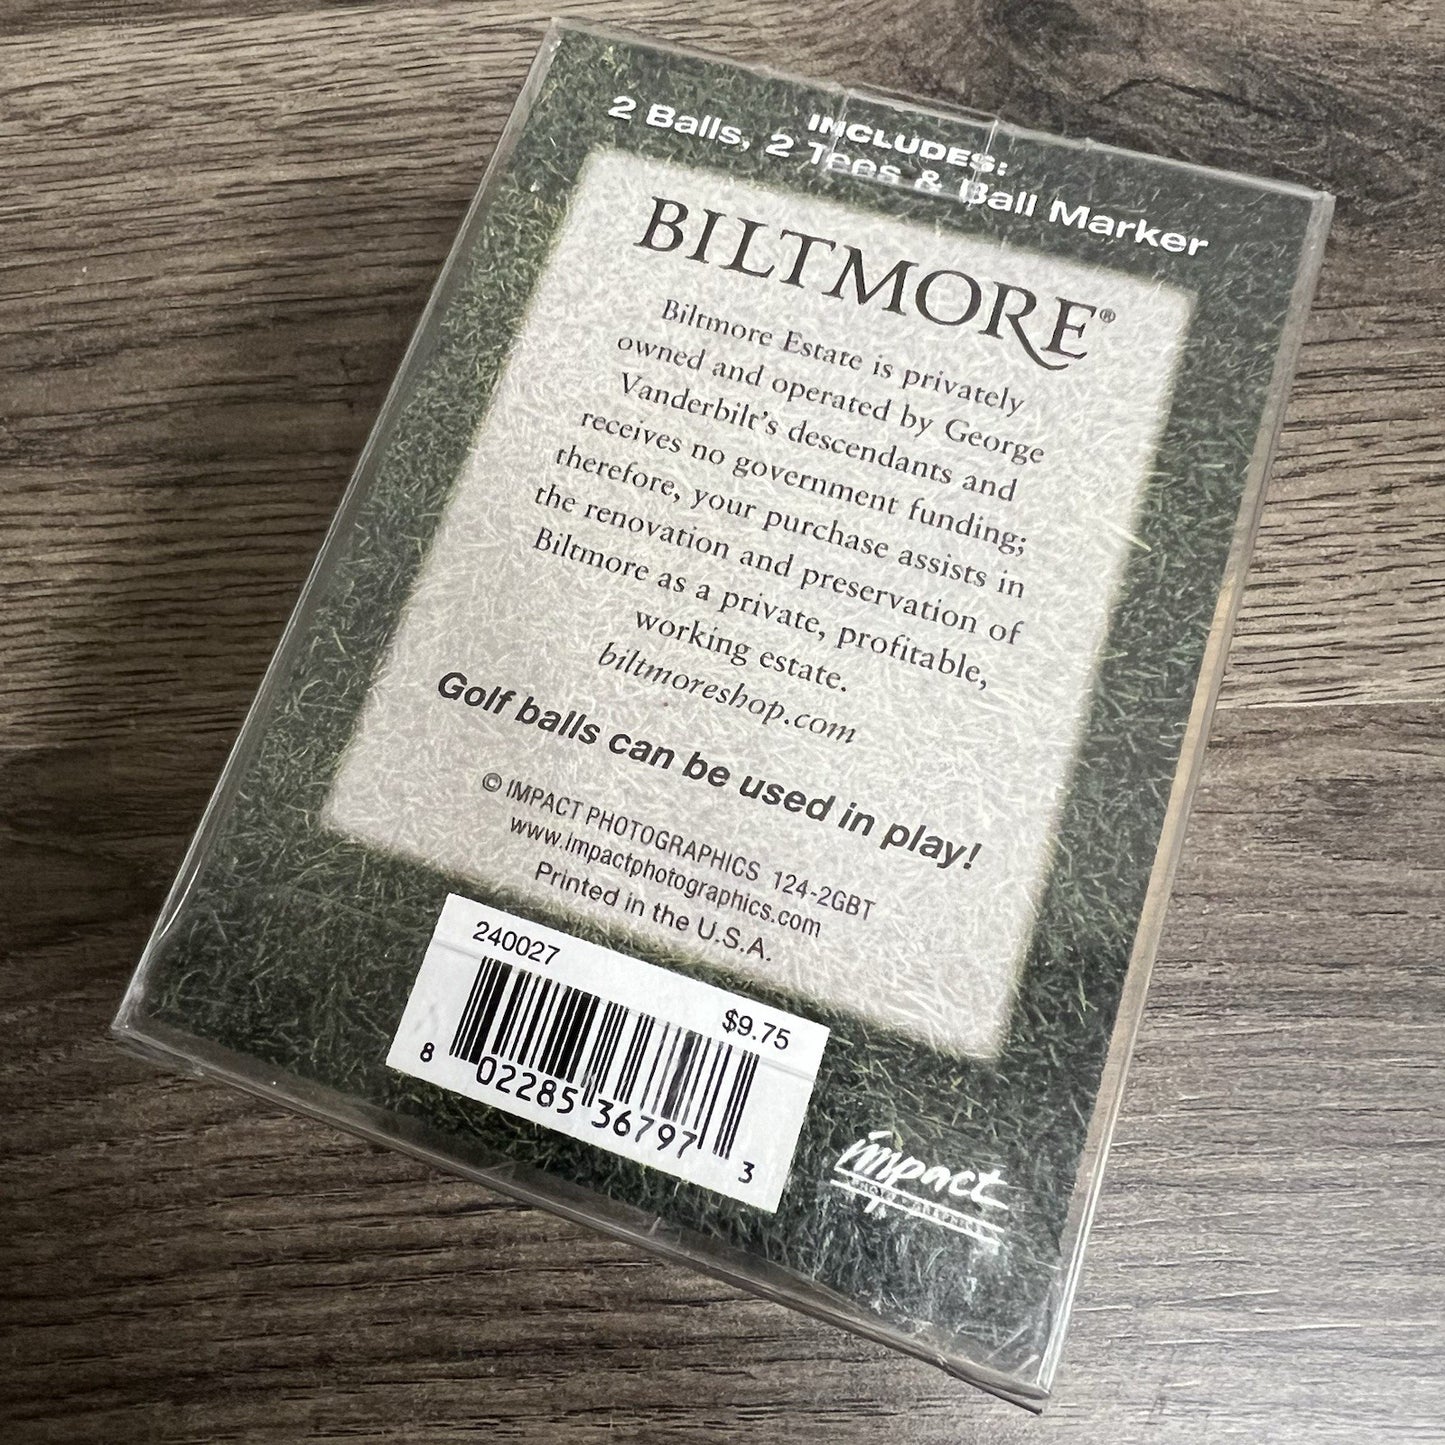 INCLUDES:
2 Balls, 2 Tees & Ball Marker
BILTMORE®
Biltmore Estate is privately
owned and operated by George
Vanderbilt's descendants and
receives no government funding;
therefore, your purchase assists in
the renovation and preservation of
Biltmore as a private, profitable,
working estate.
biltmoreshop.com
Golf balls can be used in play!
© IMPACT PHOTOGRAPHICS 124-2GBT
www.impactphotographics.com
Printed in the U.S.A.
240027
$9.75
8 02285 36797 3
impact
PHOTO GRAPHICS